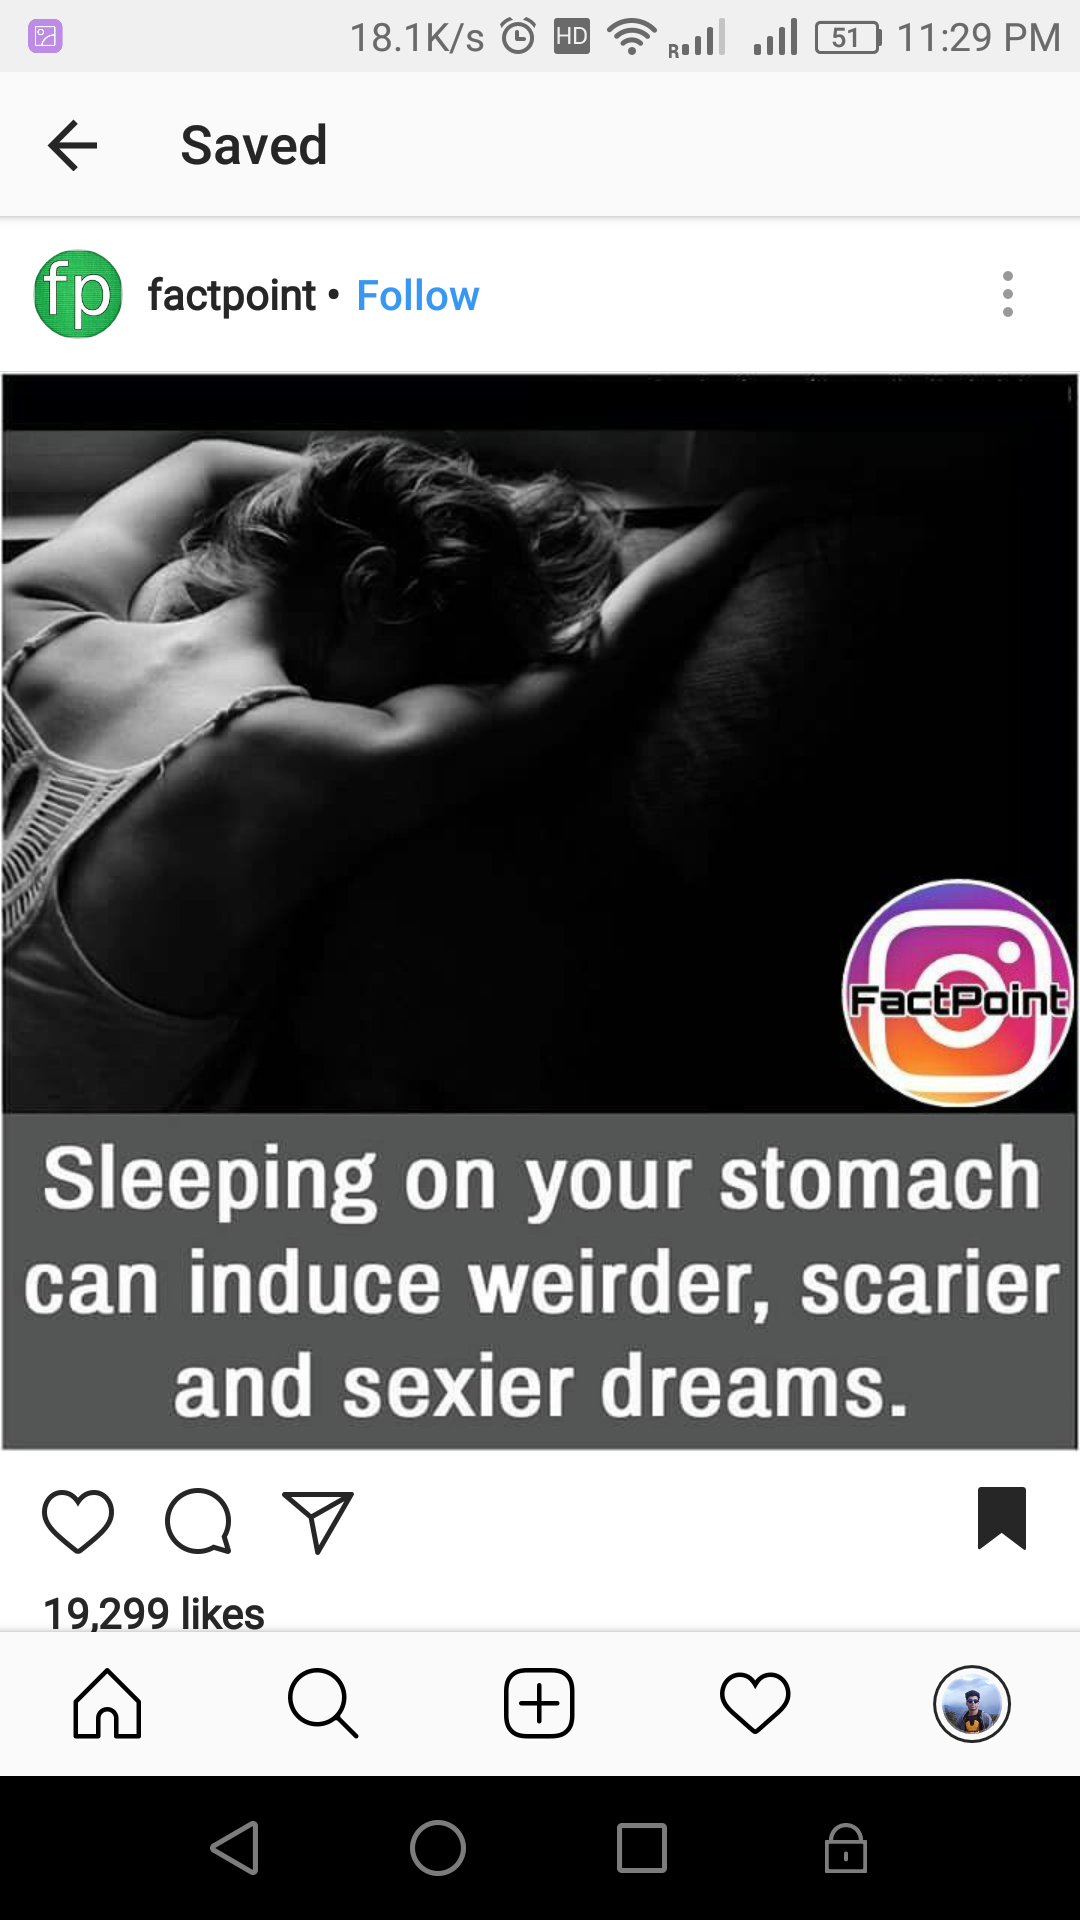 18.1K/s HD R 51 11:29 PM
Saved
fp factpoint • Follow
FactPoint
Sleeping on your stomach
can induce weirder, scarier
and sexier dreams.
19,299 likes